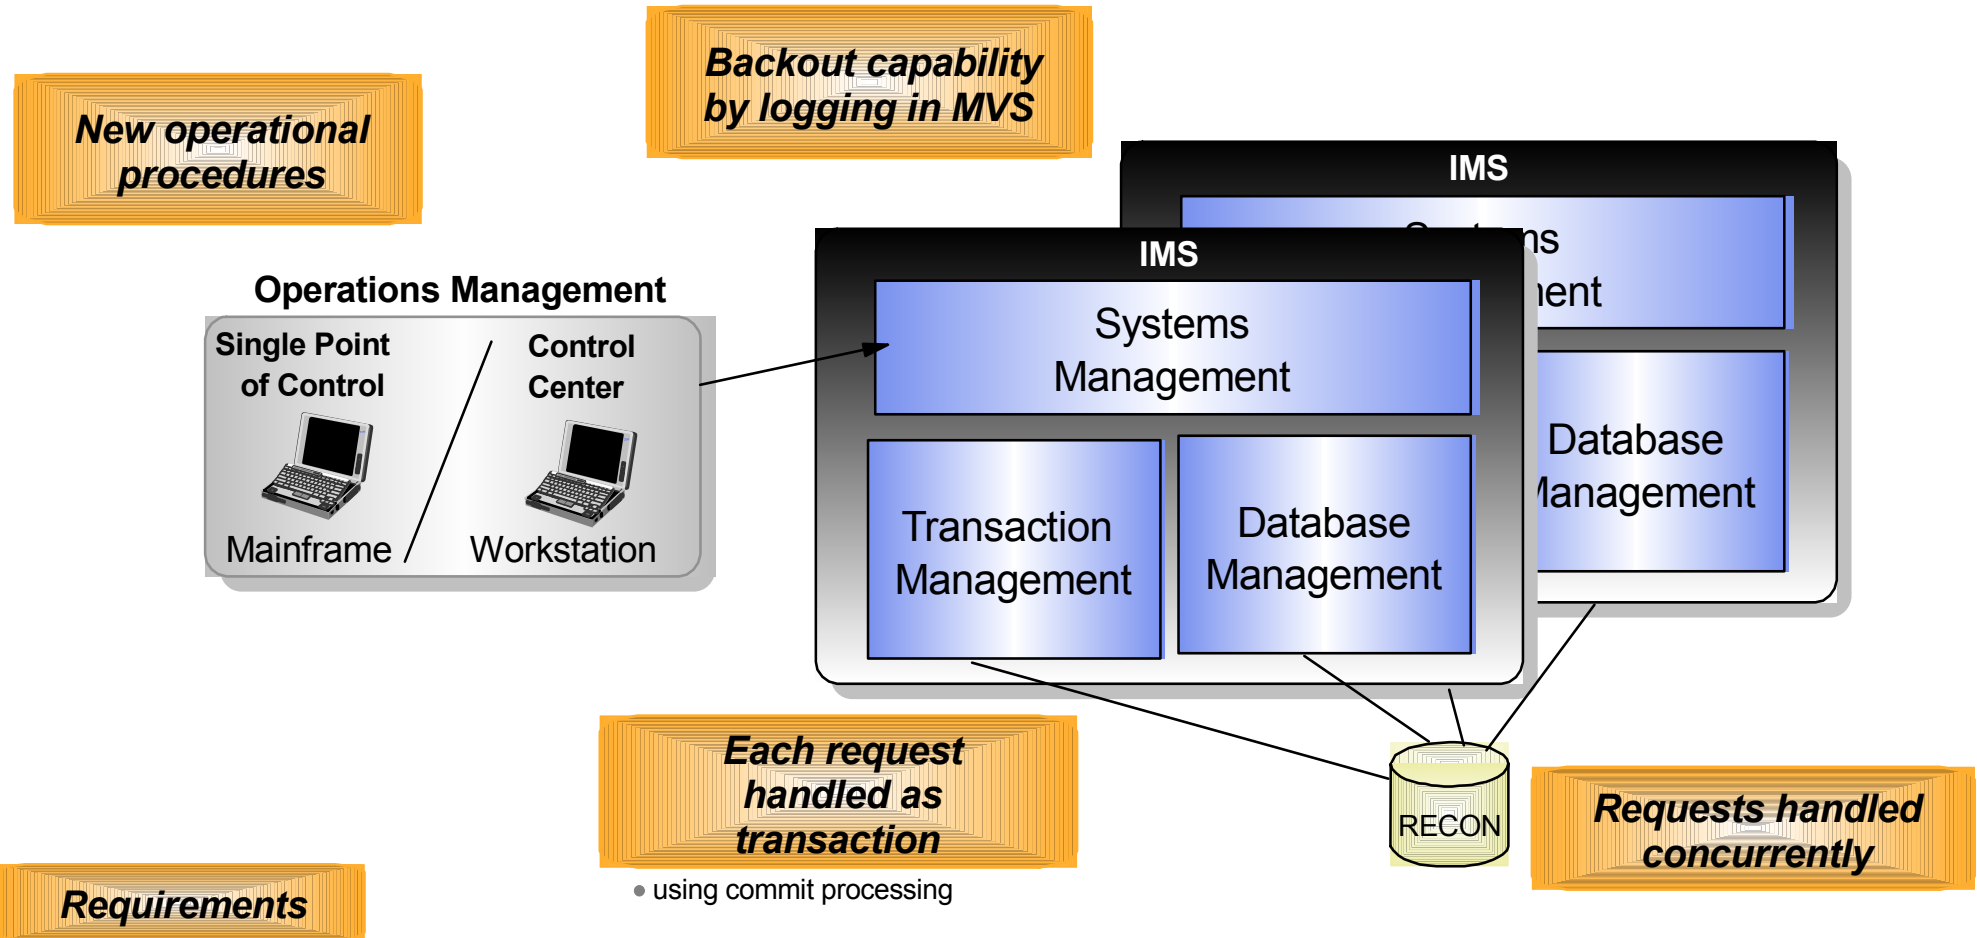 Backout capability
by logging in MVS
New operational
procedures
IMS
ns
ent
Database
Management
IMS
Systems
Management
Transaction
Management
Database
Management
Operations Management
Single Point
of Control
Control
Center
Mainframe
Workstation
Each request
handled as
transaction
• using commit processing
RECON
Requests handled
concurrently
Requirements